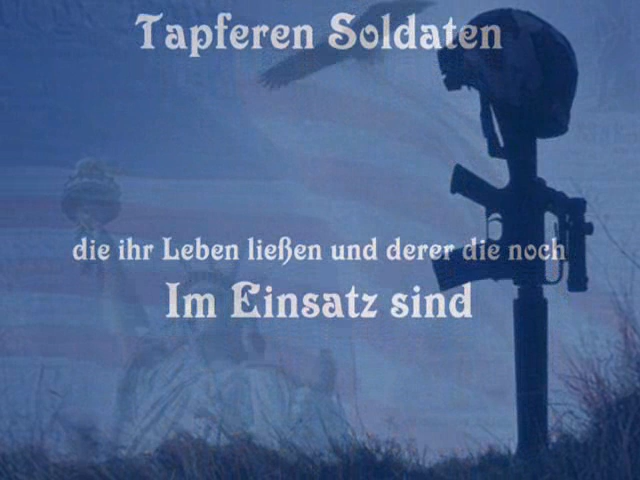 Tapferen Soldaten
die ihr Leben ließen und derer die noch
Im Einsatz sind